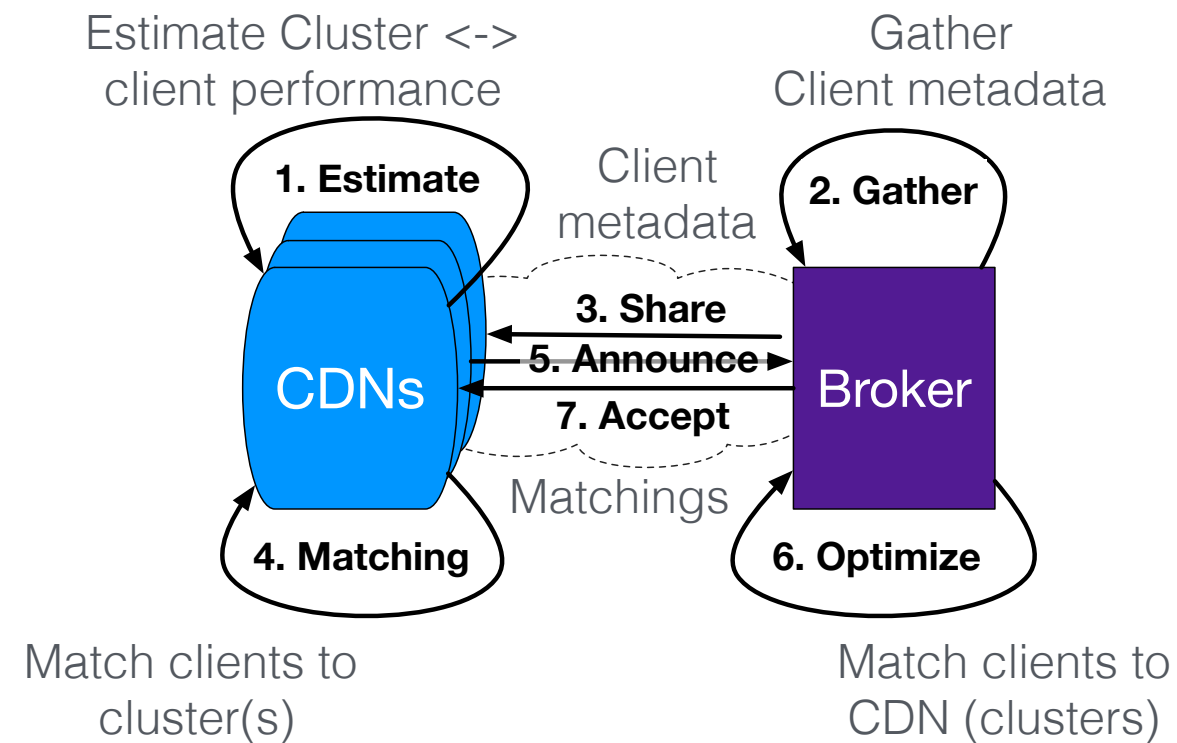 Estimate Cluster <->
client performance
Gather
Client metadata
1. Estimate
2. Gather
Client
metadata
3. Share
5. Announce
7. Accept
CDNs
Broker
Matchings
4. Matching
6. Optimize
Match clients to
cluster(s)
Match clients to
CDN (clusters)